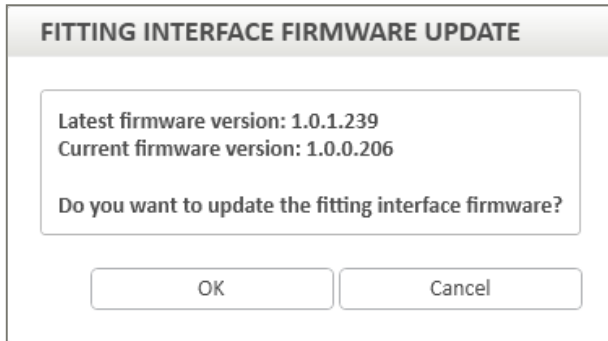 FITTING INTERFACE FIRMWARE UPDATE
Latest firmware version: 1.0.1.239
Current firmware version: 1.0.0.206
Do you want to update the fitting interface firmware?
OK
Cancel